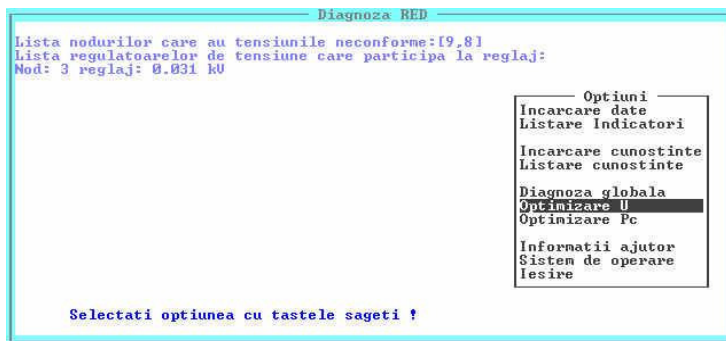 Diagnoza RED
Lista nodurilor care au tensiunile neconforme:[9,8]
Lista regulatoarelor de tensiune care participa la reglaj:
Nod: 3 reglaj: 0.031 kV
Optiuni
Incarcare date
Listare Indicatori
Incarcare cunostinte
Listare cunostinte
Diagnoza globala
Optimizare U
Optimizare Pc
Informatii ajutor
Sistem de operare
Iesire
Selectati optiunea cu tastele sageti !